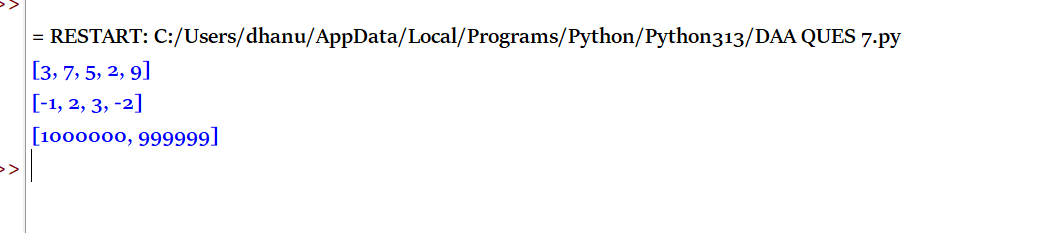 >>
= RESTART: C:/Users/dhanu/AppData/Local/Programs/Python/Python313/DAA QUES 7.py
[3, 7, 5, 2, 9]
[-1, 2, 3, -2]
[1000000, 999999]
>>